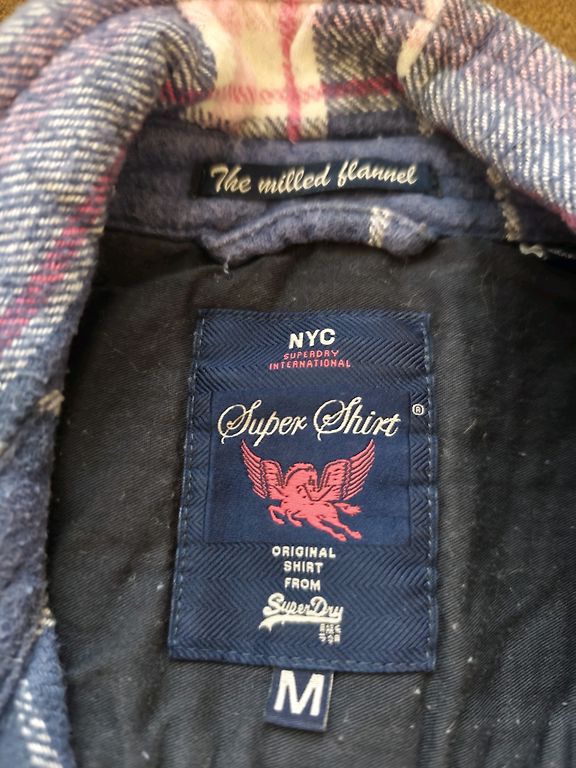 The milled flannel
NYC
SUPERDRY
INTERNATIONAL
Super Shirt ®
ORIGINAL
SHIRT
FROM
SuperDry
M